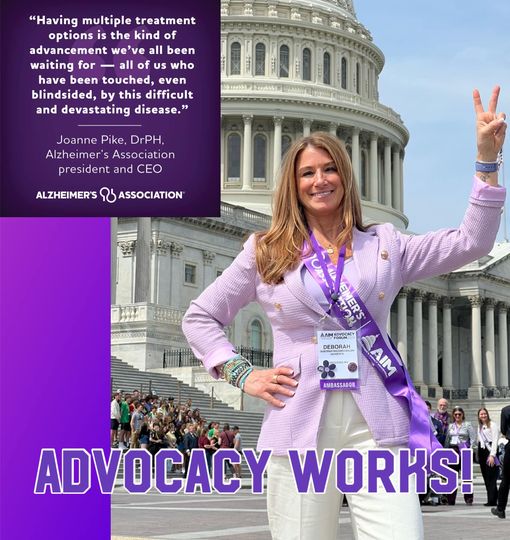 “Having multiple treatment
options is the kind of
advancement we’ve all been
waiting for — all of us who
have been touched, even
blindsided, by this difficult
and devastating disease.”
Joanne Pike, DrPH,
Alzheimer’s Association
president and CEO
ALZHEIMER’S ASSOCIATION
AIM ADVOCACY
FORUM
DEBORAH
AMBASSADOR
AIM
ADVOCACY WORKS!